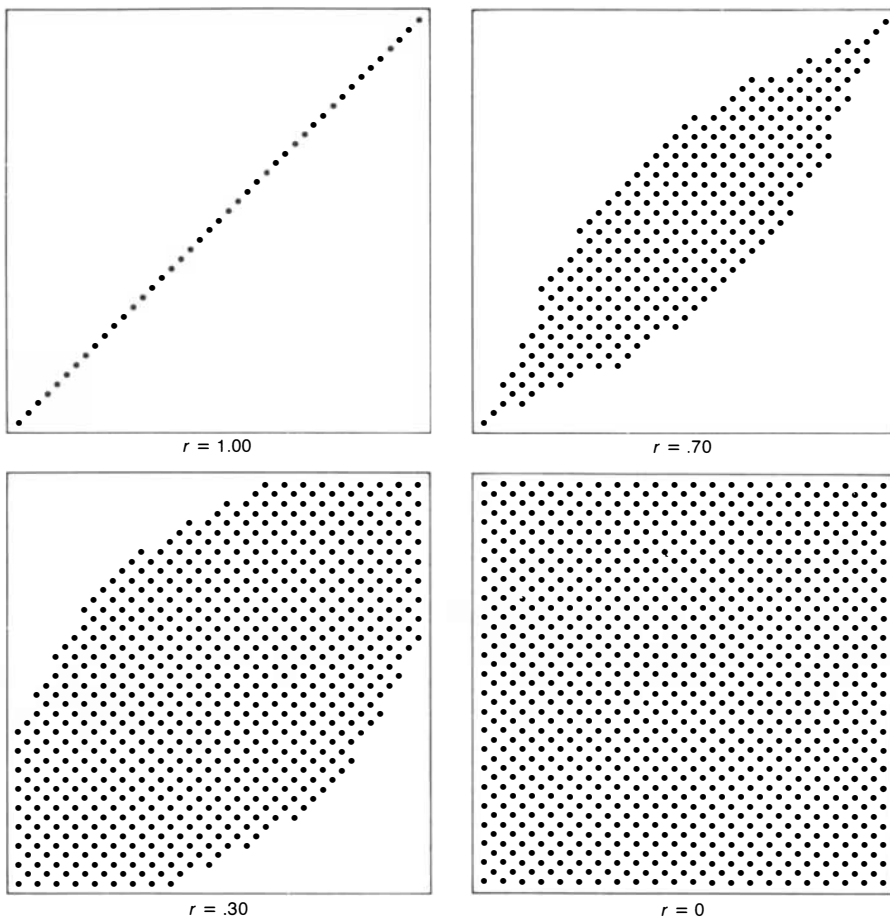 r = 1.00
r = .70
r = .30
r = 0